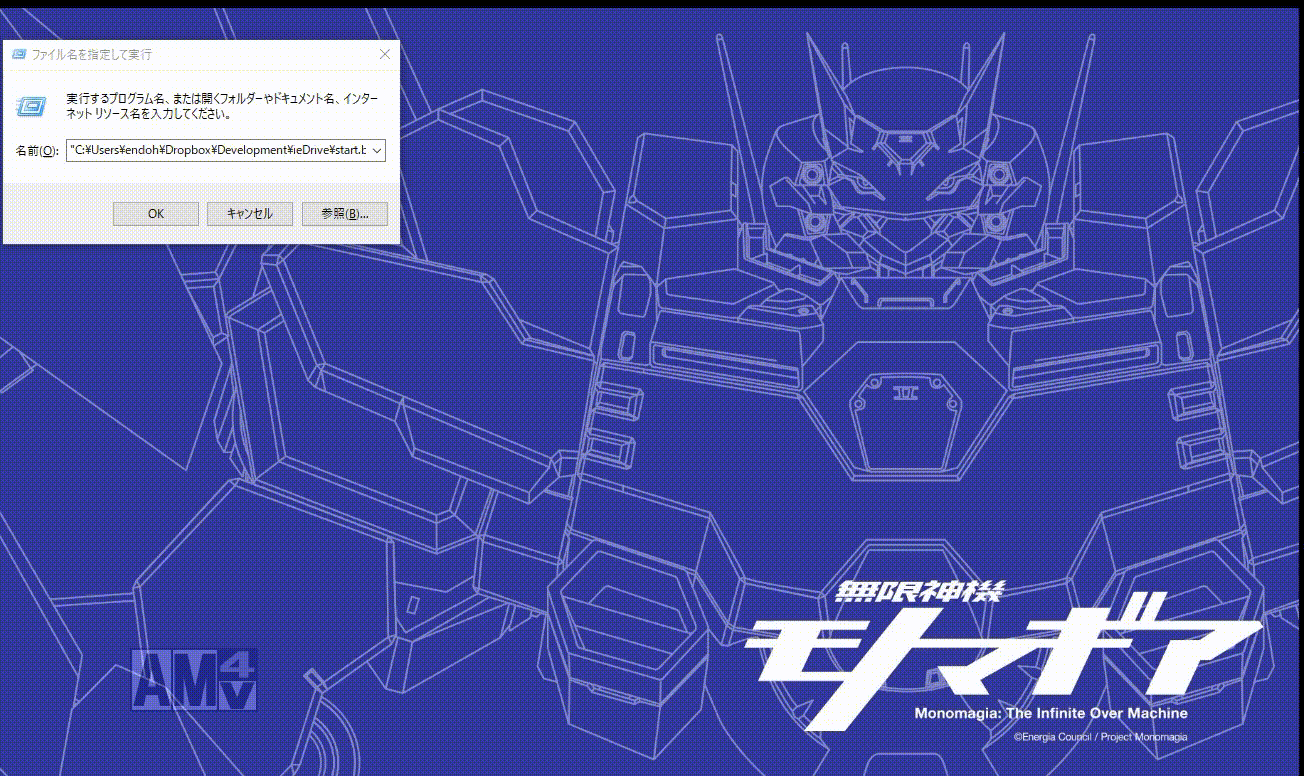 ファイル名を指定して実行
実行するプログラム名、または開くフォルダーやドキュメント名、インター
ネット リソース名を入力してください。
名前(O):
"C:¥Users¥endoh¥Dropbox¥Development¥ieDrive¥start.b
OK
キャンセル
参照(B)...
II
無限神機
モノマギア
Monomagia: The Infinite Over Machine
©Energia Council / Project Monomagia
AM4V